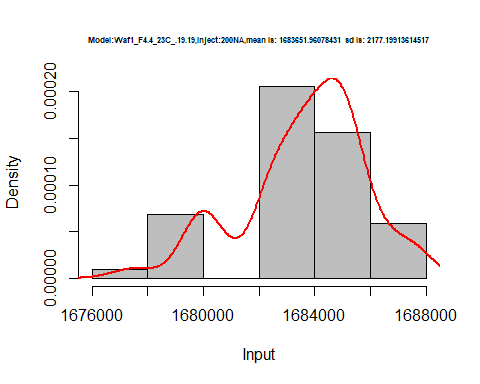 Model:Waf1_F4.4_23C_.19.19,Inject:200NA,mean is: 1683651.96078431 sd is: 2177.19913614517
0.00020
0.00010
0.00000
Density
1676000 1680000 1684000 1688000
Input